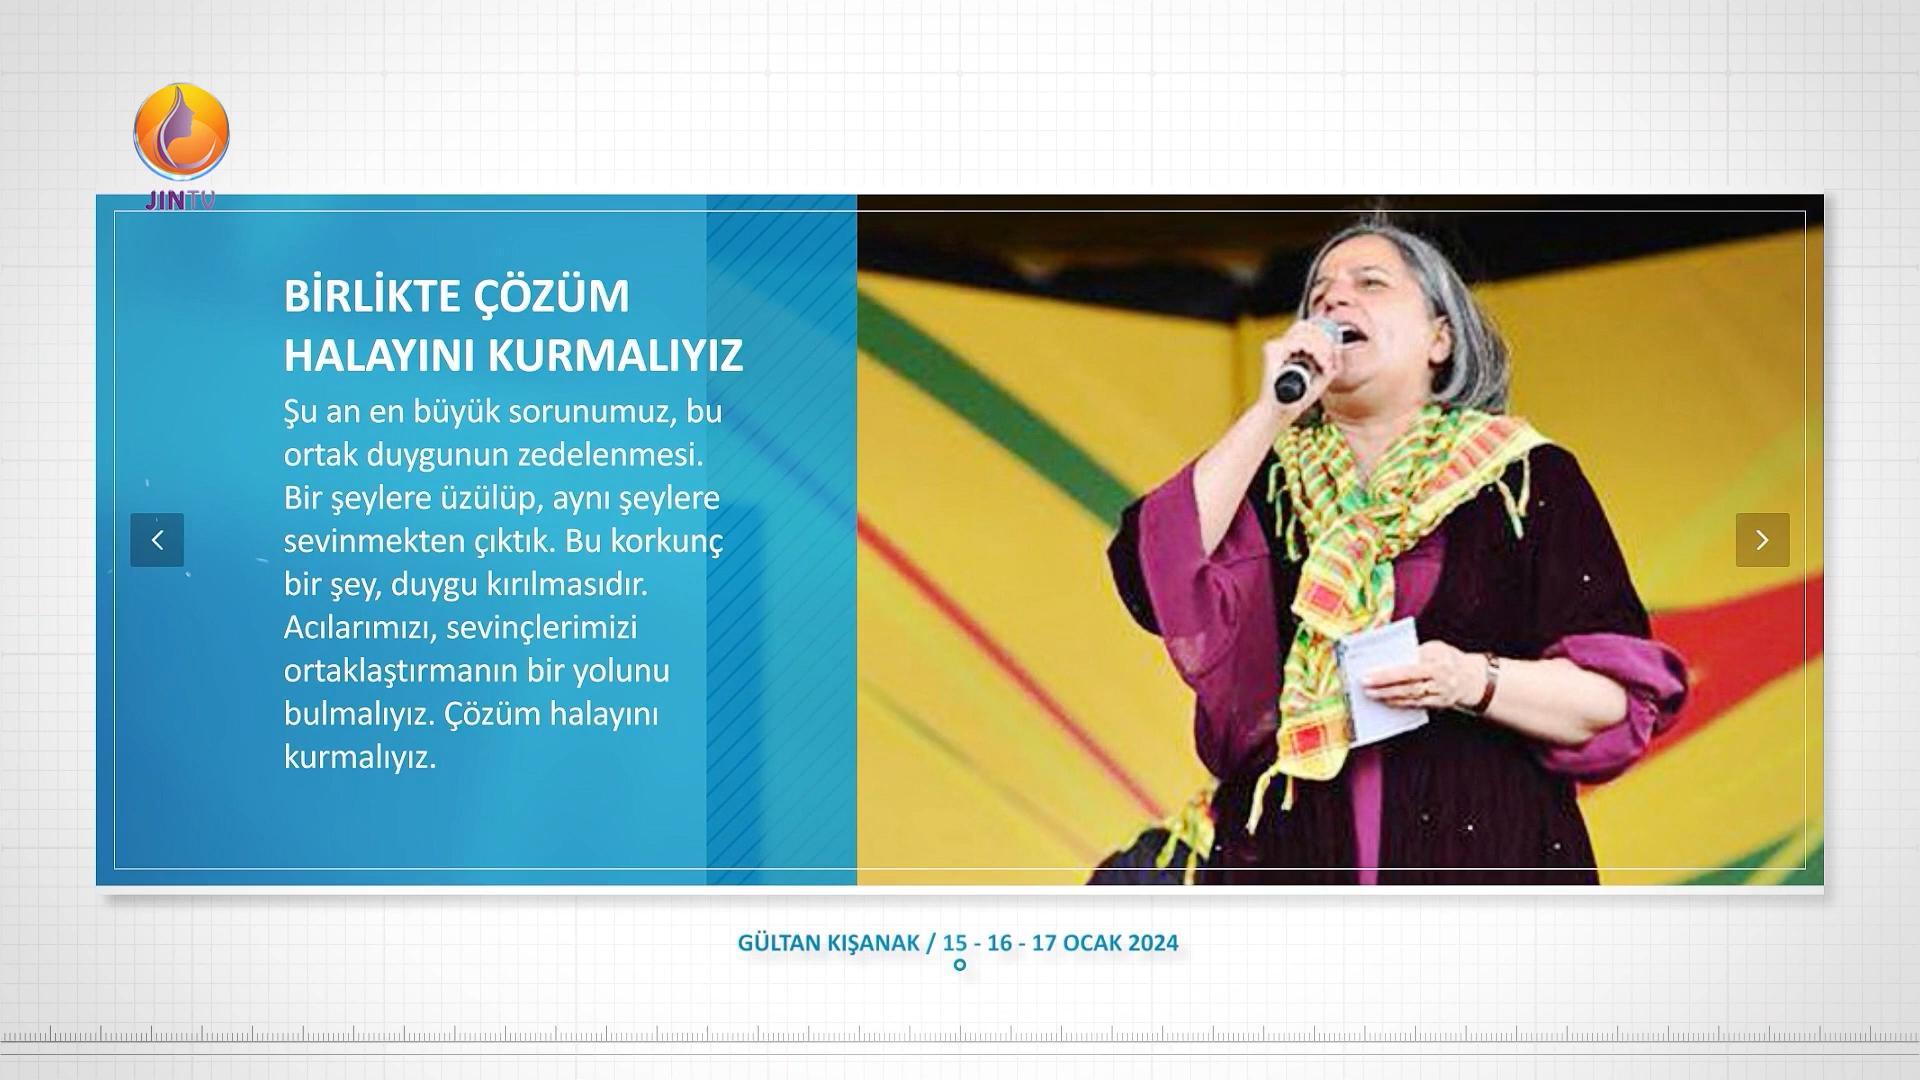 JINTV
BİRLİKTE ÇÖZÜM
HALAYINI KURMALIYIZ
Şu an en büyük sorunumuz, bu
ortak duygunun zedelenmesi.
Bir şeylere üzülüp, aynı şeylere
sevinmekten çıktık. Bu korkunç
bir şey, duygu kırılmasıdır.
Acılarımızı, sevinçlerimizi
ortaklaştırmanın bir yolunu
bulmalıyız. Çözüm halayını
kurmalıyız.
GÜLTAN KIŞANAK / 15 - 16 - 17 OCAK 2024